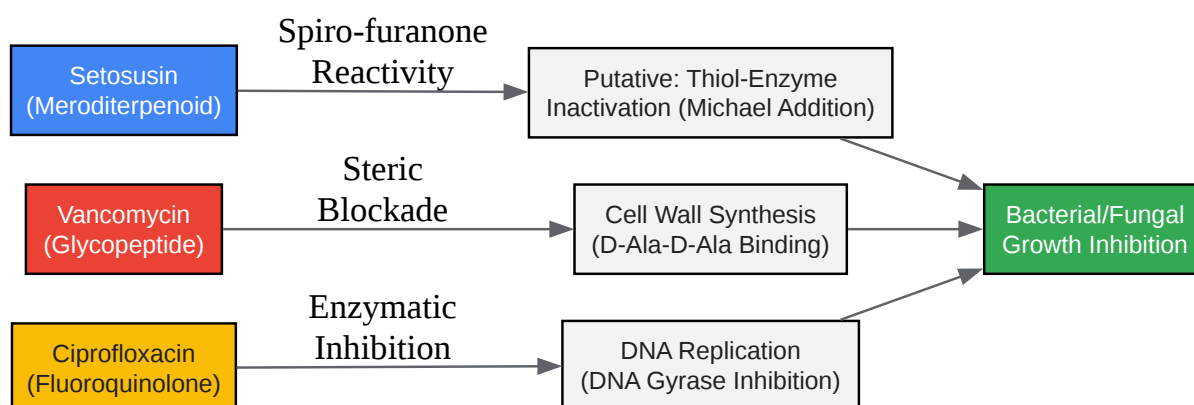 Spiro-furanone
Reactivity
Setosusin
(Meroditerpenoid)
Putative: Thiol-Enzyme
Inactivation (Michael Addition)
Steric
Blockade
Vancomycin
(Glycopeptide)
Cell Wall Synthesis
(D-Ala-D-Ala Binding)
Bacterial/Fungal
Growth Inhibition
Enzymatic
Inhibition
Ciprofloxacin
(Fluoroquinolone)
DNA Replication
(DNA Gyrase Inhibition)